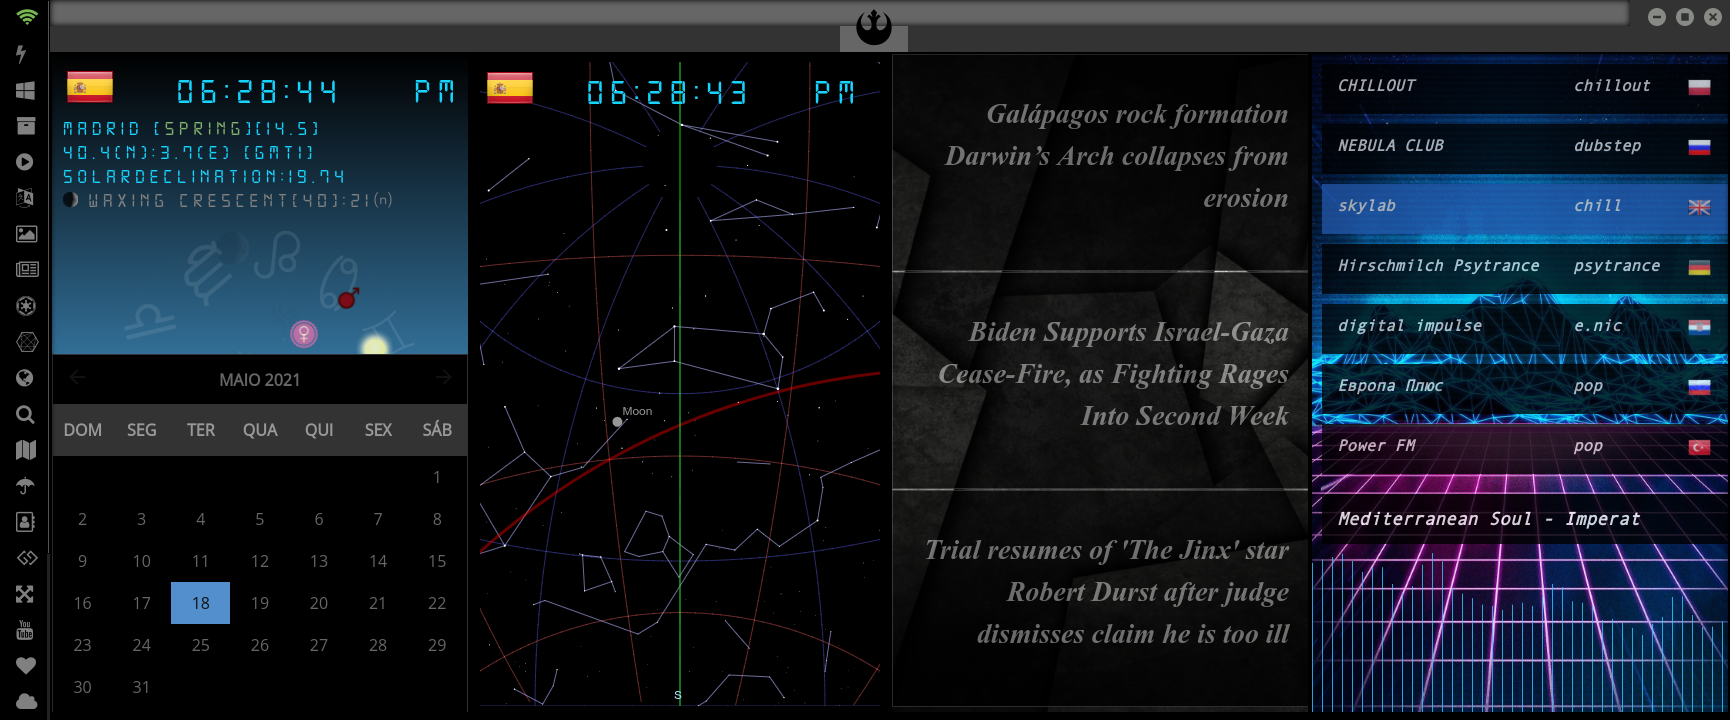 06:28:44 PM
MADRID [SPRING][14.5]
40.4(N):3.7(E) [GMT1]
SOLARDECLINATION:19.74
WAXING CRESCENT[40]:21(n)
MAIO 2021
DOM SEG TER QUA QUI SEX SÁB
1
2 3 4 5 6 7 8
9 10 11 12 13 14 15
16 17 18 19 20 21 22
23 24 25 26 27 28 29
30 31
06:28:43 PM
Moon
S
Galápagos rock formation
Darwin’s Arch collapses from
erosion
Biden Supports Israel-Gaza
Cease-Fire, as Fighting Rages
Into Second Week
Trial resumes of 'The Jinx' star
Robert Durst after judge
dismisses claim he is too ill
CHILLOUT chillout
NEBULA CLUB dubstep
skylab chill
Hirschmilch Psytrance psytrance
digital impulse e.nic
Европа Плюс pop
Power FM pop
Mediterranean Soul - Imperat
You
Tube